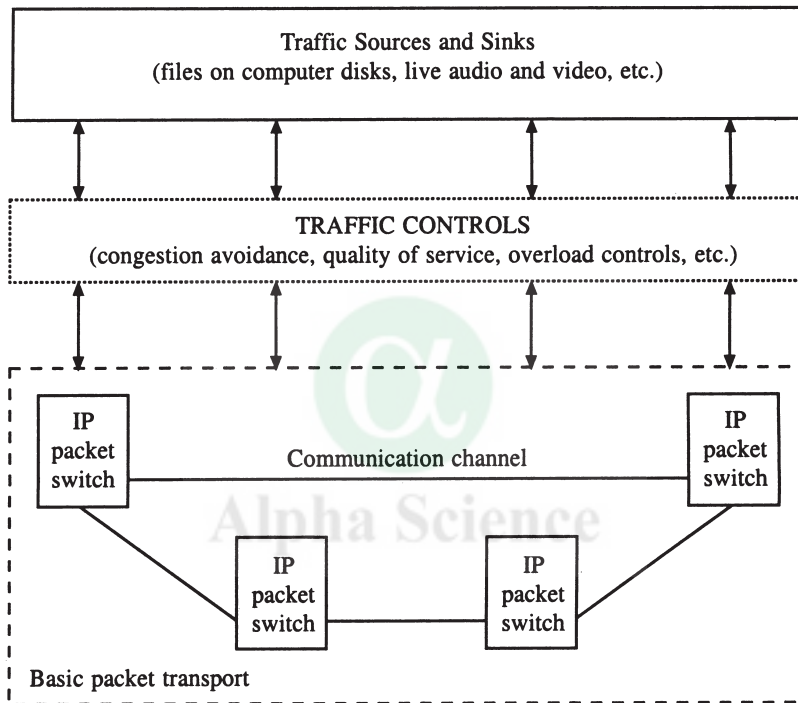 Traffic Sources and Sinks
(files on computer disks, live audio and video, etc.)
TRAFFIC CONTROLS
(congestion avoidance, quality of service, overload controls, etc.)
IP
packet
switch
IP
packet
switch
Communication channel
α
Alpha Science
IP
packet
switch
IP
packet
switch
Basic packet transport